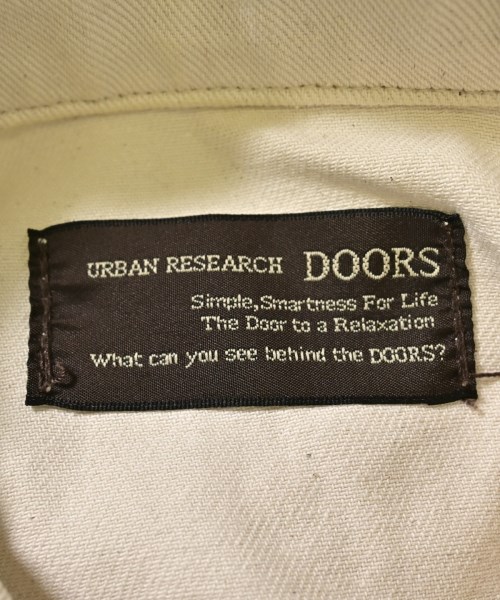 URBAN RESEARCH DOORS
Simple,Smartness For Life
The Door to a Relaxation
What can you see behind the DOORS?